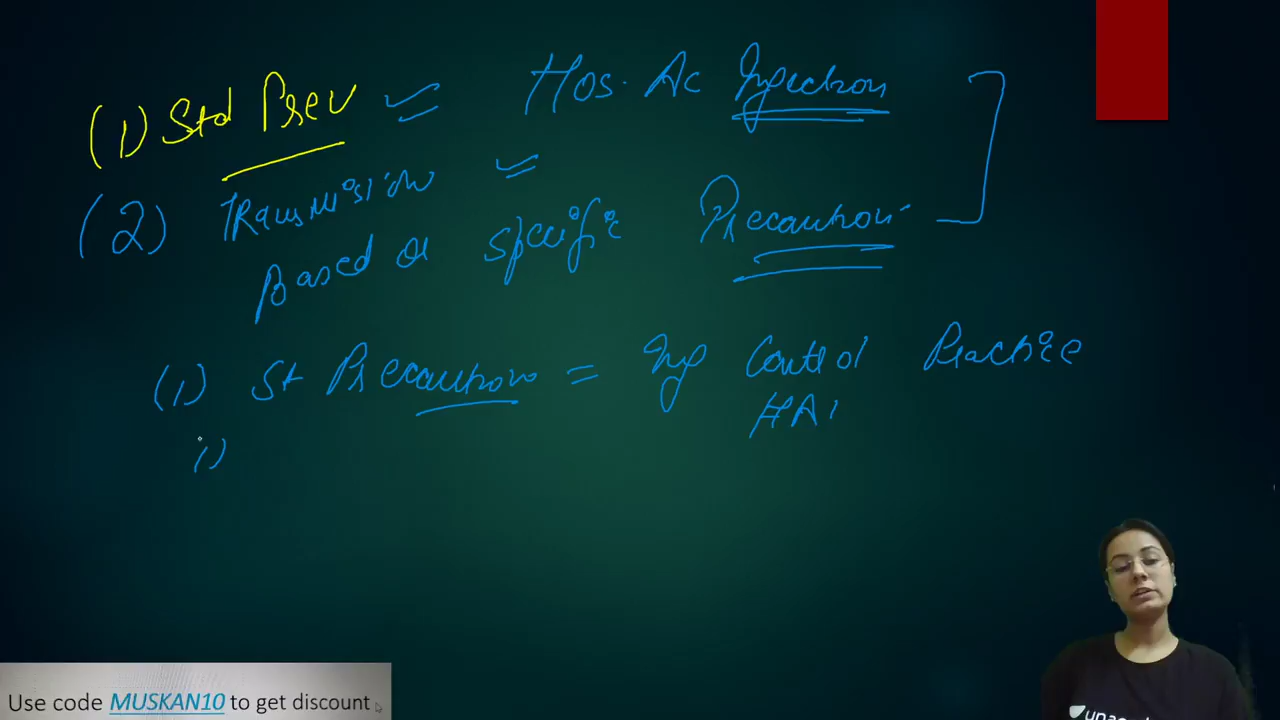 (1) Std Prev = Hos. Ac Infection
(2) Transmission =
Based or specific Precaution
(1) St Precaution = Inf Control Practice
HAI
i)
Use code MUSKAN10 to get discount